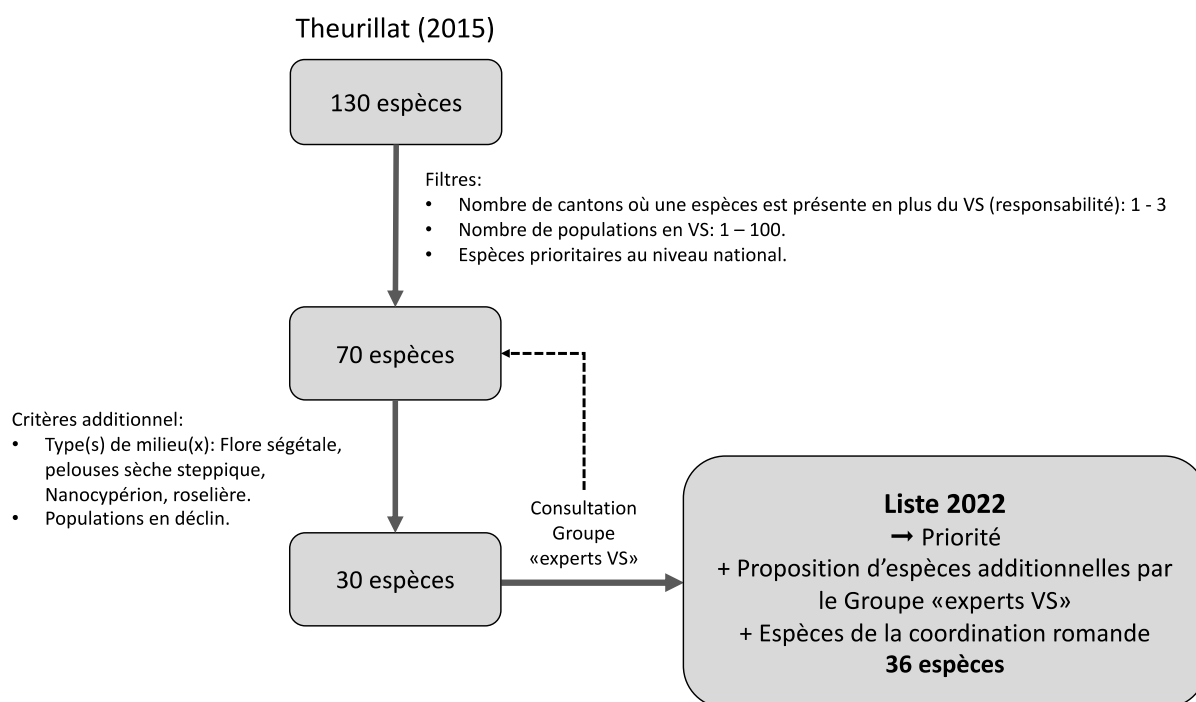 Theurillat (2015)
130 espèces
Filtres:
• Nombre de cantons où une espèces est présente en plus du VS (responsabilité): 1 - 3
• Nombre de populations en VS: 1 – 100.
• Espèces prioritaires au niveau national.
70 espèces
Critères additionnel:
• Type(s) de milieu(x): Flore ségétale,
pelouses sèche steppique,
Nanocypérion, roselière.
• Populations en déclin.
30 espèces
Consultation
Groupe
«experts VS»
Liste 2022
→ Priorité
+ Proposition d’espèces additionnelles par
le Groupe «experts VS»
+ Espèces de la coordination romande
36 espèces